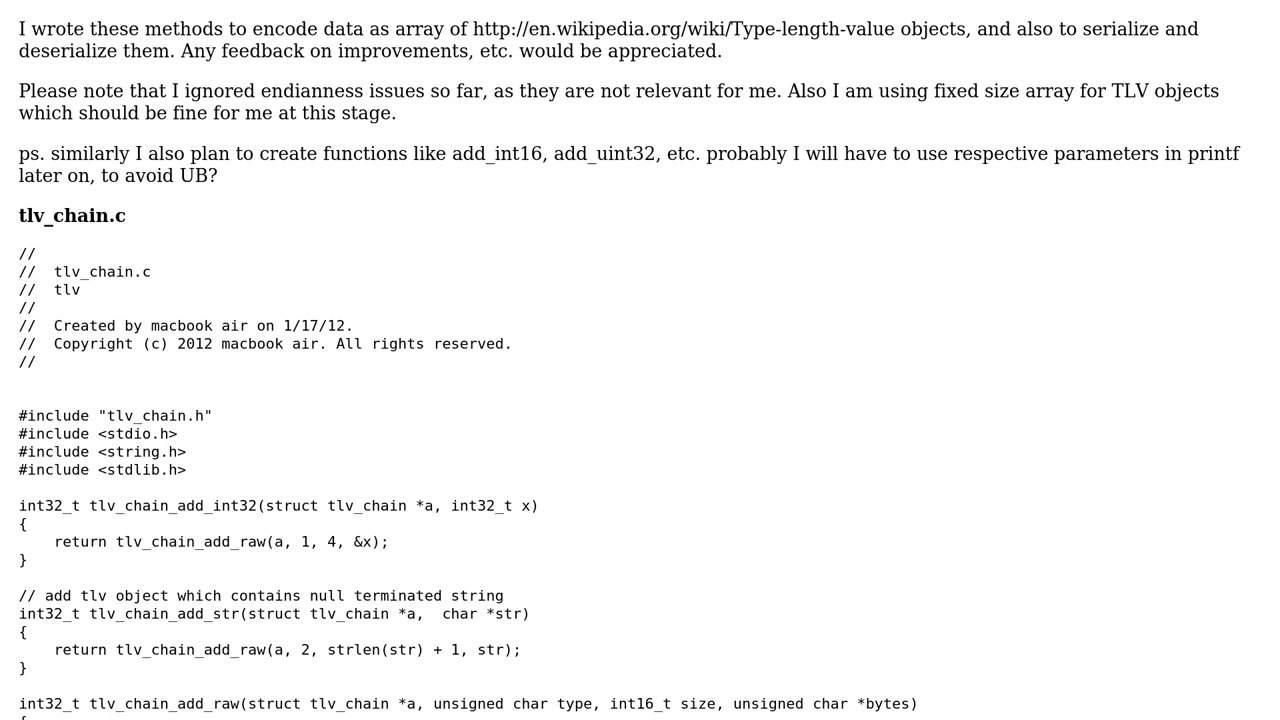 I wrote these methods to encode data as array of http://en.wikipedia.org/wiki/Type-length-value objects, and also to serialize and
deserialize them. Any feedback on improvements, etc. would be appreciated.
Please note that I ignored endianness issues so far, as they are not relevant for me. Also I am using fixed size array for TLV objects
which should be fine for me at this stage.
ps. similarly I also plan to create functions like add_int16, add_uint32, etc. probably I will have to use respective parameters in printf
later on, to avoid UB?
tlv_chain.c
//
//  tlv_chain.c
//  tlv
//
//  Created by macbook air on 1/17/12.
//  Copyright (c) 2012 macbook air. All rights reserved.
//
#include "tlv_chain.h"
#include <stdio.h>
#include <string.h>
#include <stdlib.h>
int32_t tlv_chain_add_int32(struct tlv_chain *a, int32_t x)
{
    return tlv_chain_add_raw(a, 1, 4, &x);
}
// add tlv object which contains null terminated string
int32_t tlv_chain_add_str(struct tlv_chain *a,  char *str)
{
    return tlv_chain_add_raw(a, 2, strlen(str) + 1, str);
}
int32_t tlv_chain_add_raw(struct tlv_chain *a, unsigned char type, int16_t size, unsigned char *bytes)
{